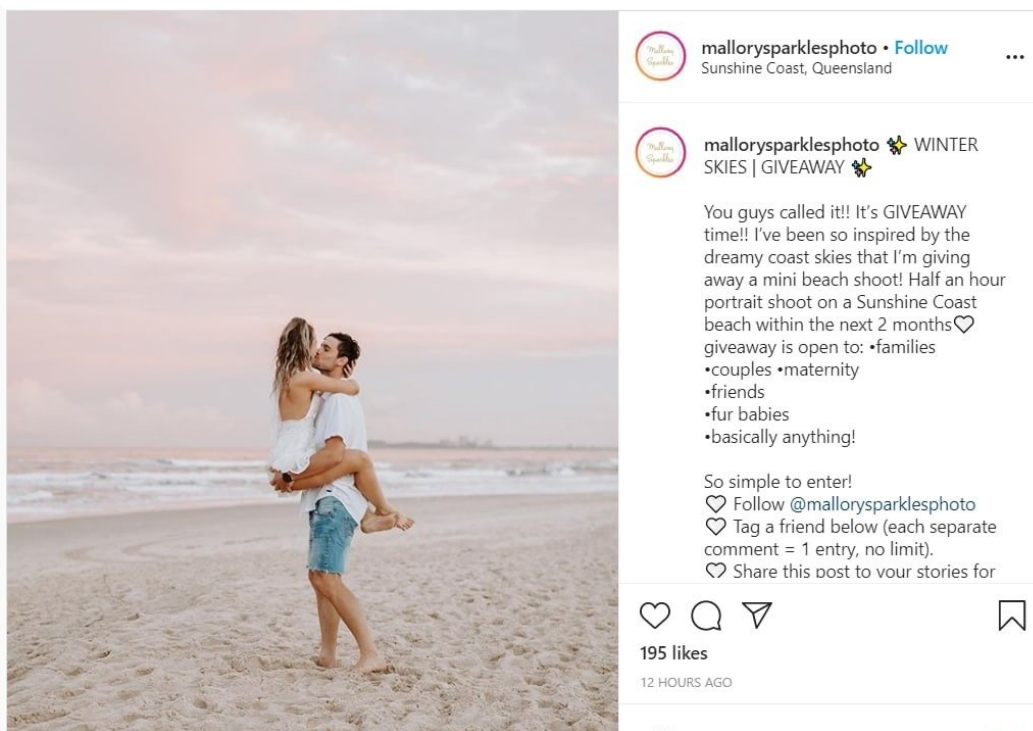 Mallory
Sparkles
mallorysparklesphoto • Follow
Sunshine Coast, Queensland
Mallory
Sparkles
mallorysparklesphoto ✨ WINTER
SKIES | GIVEAWAY ✨
You guys called it!! It's GIVEAWAY
time!! I've been so inspired by the
dreamy coast skies that I'm giving
away a mini beach shoot! Half an hour
portrait shoot on a Sunshine Coast
beach within the next 2 months♡
giveaway is open to: •families
•couples •maternity
•friends
•fur babies
•basically anything!
So simple to enter!
♡ Follow @mallorysparklesphoto
♡ Tag a friend below (each separate
comment = 1 entry, no limit).
♡ Share this post to your stories for
195 likes
12 HOURS AGO